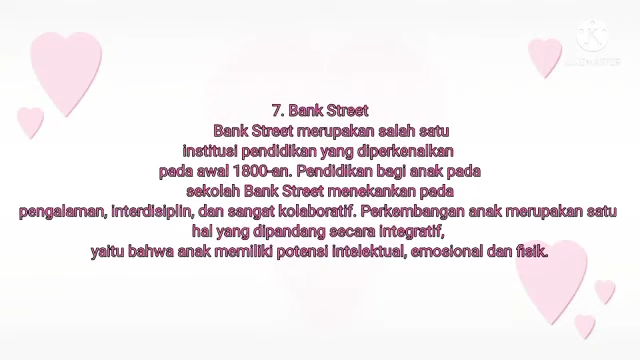 7. Bank Street
Bank Street merupakan salah satu
institusi pendidikan yang diperkenalkan
pada awal 1800-an. Pendidikan bagi anak pada
sekolah Bank Street menekankan pada
pengalaman, interdisiplin, dan sangat kolaboratif. Perkembangan anak merupakan satu
hal yang dipandang secara integratif,
yaitu bahwa anak memiliki potensi intelektual, emosional dan fisik.